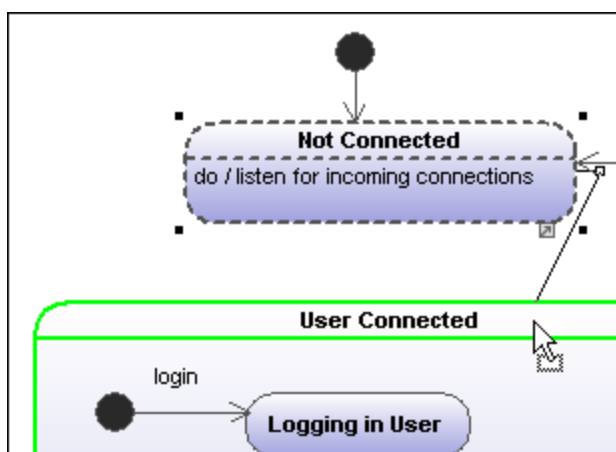 Not Connected
do / listen for incoming connections
User Connected
login
Logging in User